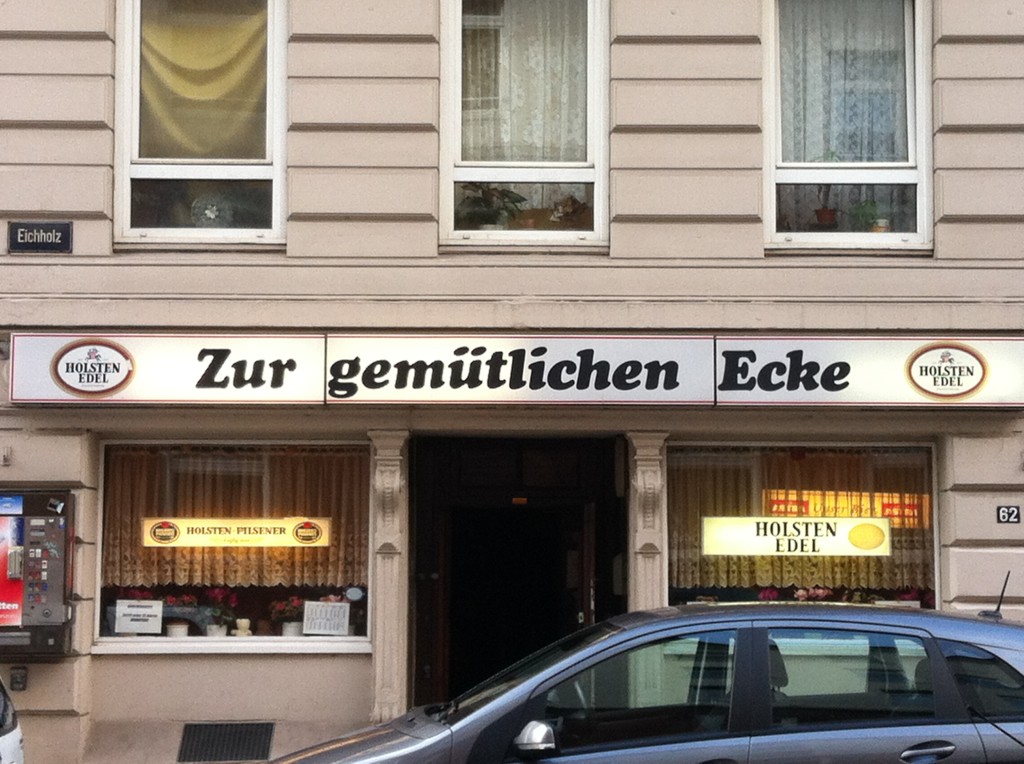 Eichholz
HOLSTEN
EDEL
Zur gemütlichen Ecke
HOLSTEN
EDEL
HOLSTEN-PILSENER
HOLSTEN
EDEL
62